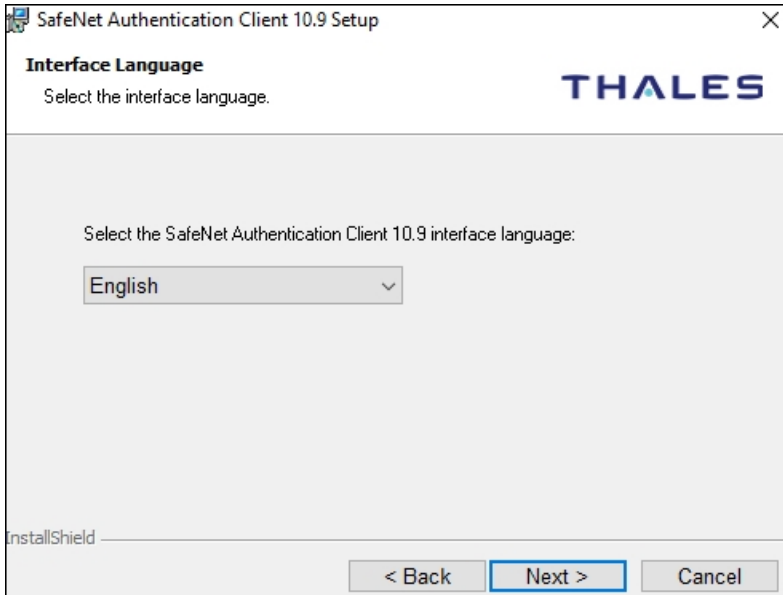 SafeNet Authentication Client 10.9 Setup
Interface Language
Select the interface language.
THALES
Select the SafeNet Authentication Client 10.9 interface language:
English
InstallShield
< Back
Next >
Cancel